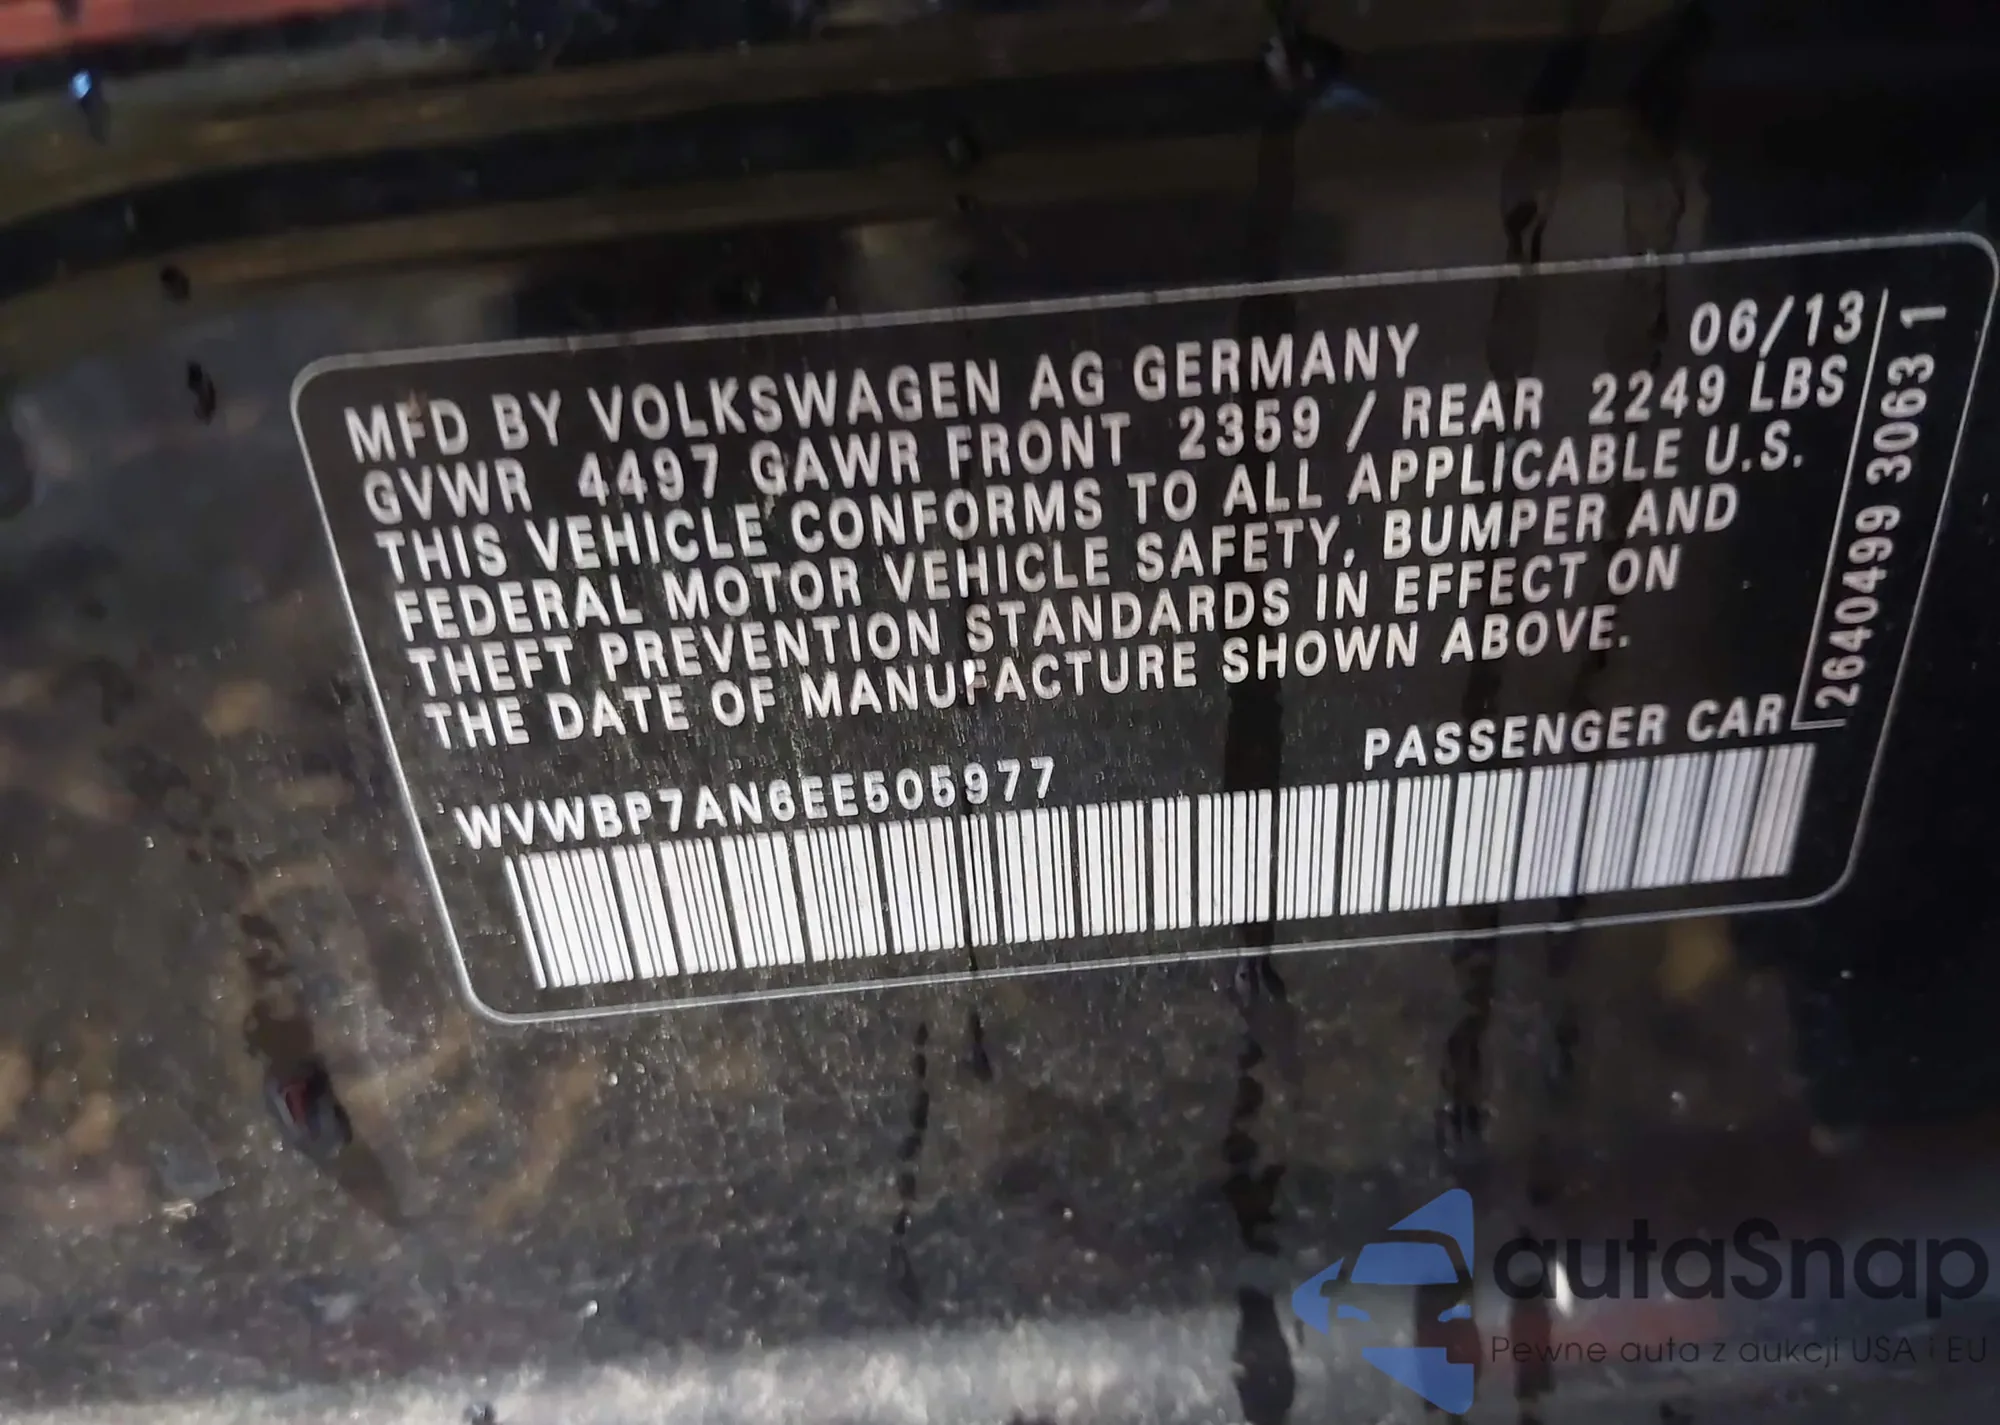 MFD BY VOLKSWAGEN AG GERMANY 06/13
GVWR 4497 GAWR FRONT 2359 / REAR 2249 LBS
THIS VEHICLE CONFORMS TO ALL APPLICABLE U.S.
FEDERAL MOTOR VEHICLE SAFETY, BUMPER AND
THEFT PREVENTION STANDARDS IN EFFECT ON
THE DATE OF MANUFACTURE SHOWN ABOVE.
WVWBP7AN6EE505977 PASSENGER CAR
2640499 3063 1
autaSnap
Pewne auta z aukcji USA i EU